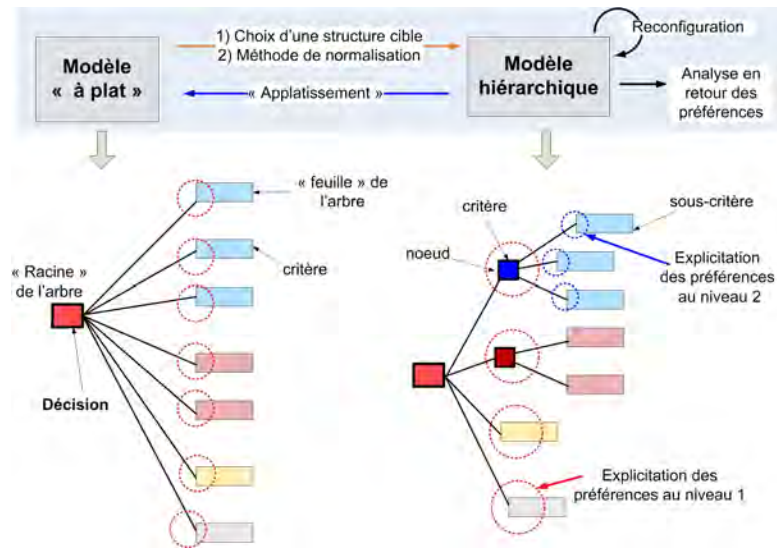 Modèle
« à plat »
1) Choix d'une structure cible
2) Méthode de normalisation
« Applatissement »
Modèle
hiérarchique
Reconfiguration
Analyse en
retour des
préférences
« feuille » de
l'arbre
critère
« Racine »
de l'arbre
Décision
critère
noeud
sous-critère
Explicitation
des préférences
au niveau 2
Explicitation des
préférences au niveau 1